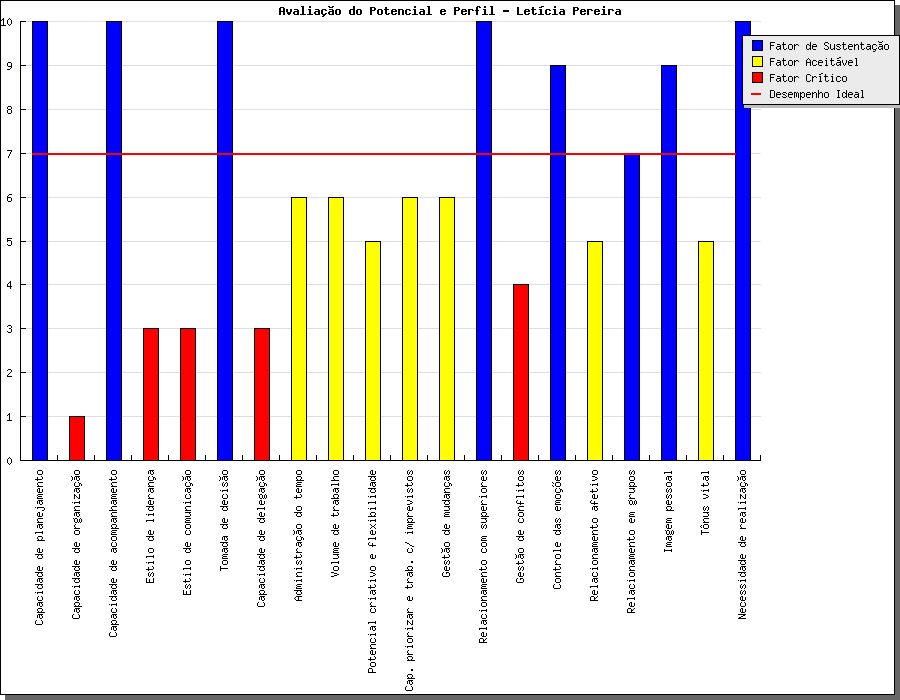 Avaliação do Potencial e Perfil - Letícia Pereira
10
9
8
7
6
5
4
3
2
1
0
Fator de Sustentação
Fator Aceitável
Fator Crítico
Desempenho Ideal
Capacidade de planejamento
Capacidade de organização
Capacidade de acompanhamento
Estilo de liderança
Estilo de comunicação
Tomada de decisão
Capacidade de delegação
Administração do tempo
Volume de trabalho
Potencial criativo e flexibilidade
Cap. priorizar e trab. c/ imprevistos
Gestão de mudanças
Relacionamento com superiores
Gestão de conflitos
Controle das emoções
Relacionamento afetivo
Relacionamento em grupos
Imagem pessoal
Tônus vital
Necessidade de realização